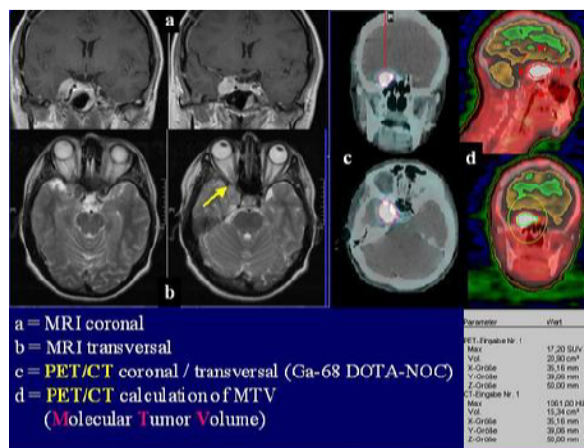 a
b
c
d
a = MRI coronal
b = MRI transversal
c = PET/CT coronal / transversal (Ga-68 DOTA-NOC)
d = PET/CT calculation of MTV
(Molecular Tumor Volume)
Parameter Wert
PET-Eingabe Nr. 1
Max 17,20 SUV
Vol. 20,80 cm³
X-Größe 35,16 mm
Y-Größe 39,06 mm
Z-Größe 50,00 mm
CT-Eingabe Nr. 1
Max 1061,00 HU
Vol. 15,34 cm³
X-Größe 35,16 mm
Y-Größe 39,06 mm
Z-Größe 50,00 mm